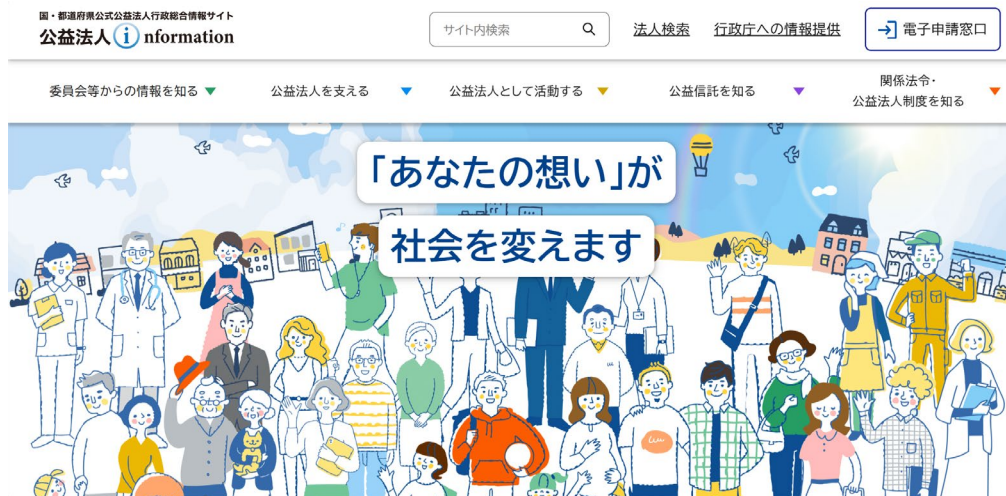 国・都道府県公式公益法人行政総合情報サイト
公益法人 information
サイト内検索
法人検索
行政庁への情報提供
電子申請窓口
委員会等からの情報を知る
公益法人を支える
公益法人として活動する
公益信託を知る
関係法令・
公益法人制度を知る
「あなたの想い」が
社会を変えます